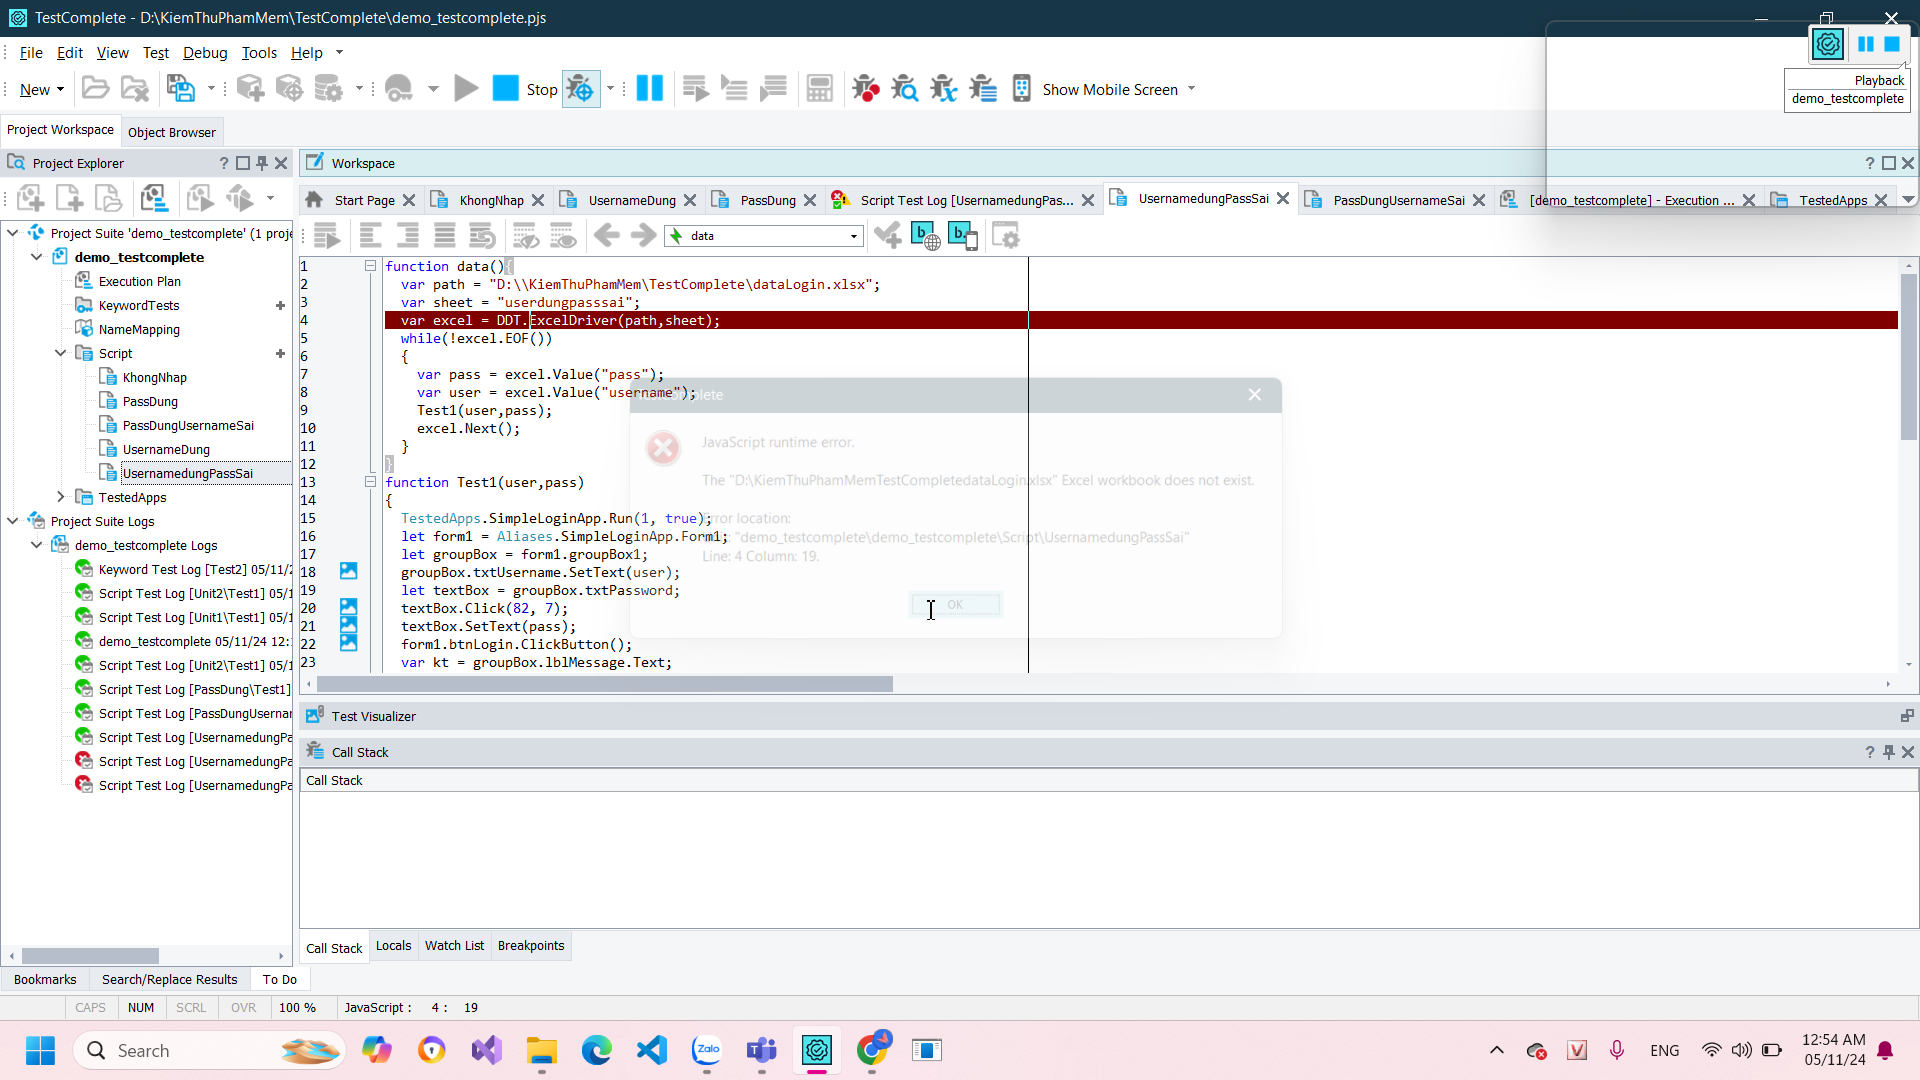 TestComplete - D:\KiemThuPhamMem\TestComplete\demo_testcomplete.pjs
File Edit View Test Debug Tools Help
New
Stop
Show Mobile Screen
Playback
demo_testcomplete
Project Workspace
Object Browser
Project Explorer
Workspace
Start Page
KhongNhap
UsernameDung
PassDung
Script Test Log [UsernamedungPas...
UsernamedungPassSai
PassDungUsernameSai
[demo_testcomplete] - Execution ...
TestedApps
data
Project Suite 'demo_testcomplete' (1 proje
demo_testcomplete
Execution Plan
KeywordTests
NameMapping
Script
KhongNhap
PassDung
PassDungUsernameSai
UsernameDung
UsernamedungPassSai
TestedApps
Project Suite Logs
demo_testcomplete Logs
Keyword Test Log [Test2] 05/11/2
Script Test Log [Unit2\Test1] 05/1
Script Test Log [Unit1\Test1] 05/1
demo_testcomplete 05/11/24 12:
Script Test Log [Unit2\Test1] 05/1
Script Test Log [PassDung\Test1]
Script Test Log [PassDungUsernar
Script Test Log [UsernamedungPa
Script Test Log [UsernamedungPa
Script Test Log [UsernamedungPa
1 function data(){
2 var path = "D:\\KiemThuPhamMem\TestComplete\dataLogin.xlsx";
3 var sheet = "userdungpasssai";
4 var excel = DDT.ExcelDriver(path,sheet);
5 while(!excel.EOF())
6 {
7 var pass = excel.Value("pass");
8 var user = excel.Value("username");
9 Test1(user,pass);
10 excel.Next();
11 }
12 }
13 function Test1(user,pass)
14 {
15 TestedApps.SimpleLoginApp.Run(1, true);
16 let form1 = Aliases.SimpleLoginApp.Form1;
17 let groupBox = form1.groupBox1;
18 groupBox.txtUsername.SetText(user);
19 let textBox = groupBox.txtPassword;
20 textBox.Click(82, 7);
21 textBox.SetText(pass);
22 form1.btnLogin.ClickButton();
23 var kt = groupBox.lblMessage.Text;
JavaScript runtime error.
The "D:\KiemThuPhamMemTestCompletedataLogin.xlsx" Excel workbook does not exist.
Error location:
"demo_testcomplete\demo_testcomplete\Script\UsernamedungPassSai"
Line: 4 Column: 19.
OK
Test Visualizer
Call Stack
Call Stack
Call Stack
Locals
Watch List
Breakpoints
Bookmarks
Search/Replace Results
To Do
CAPS NUM SCRL OVR 100 % JavaScript : 4 : 19
Search
Zalo
ENG
12:54 AM
05/11/24